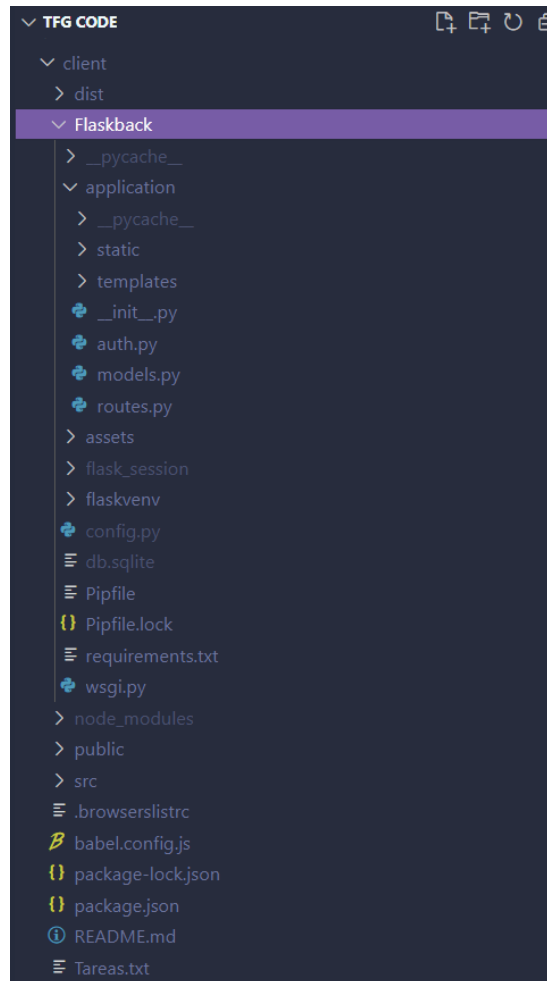 TFG CODE
client
dist
Flaskback
__pycache__
application
__pycache__
static
templates
__init__.py
auth.py
models.py
routes.py
assets
flask_session
flaskvenv
config.py
db.sqlite
Pipfile
Pipfile.lock
requirements.txt
wsgi.py
node_modules
public
src
.browserslistrc
babel.config.js
package-lock.json
package.json
README.md
Tareas.txt